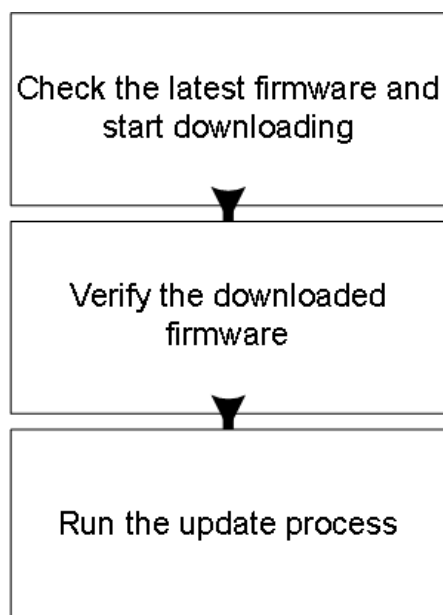 Check the latest firmware and
start downloading
Verify the downloaded
firmware
Run the update process